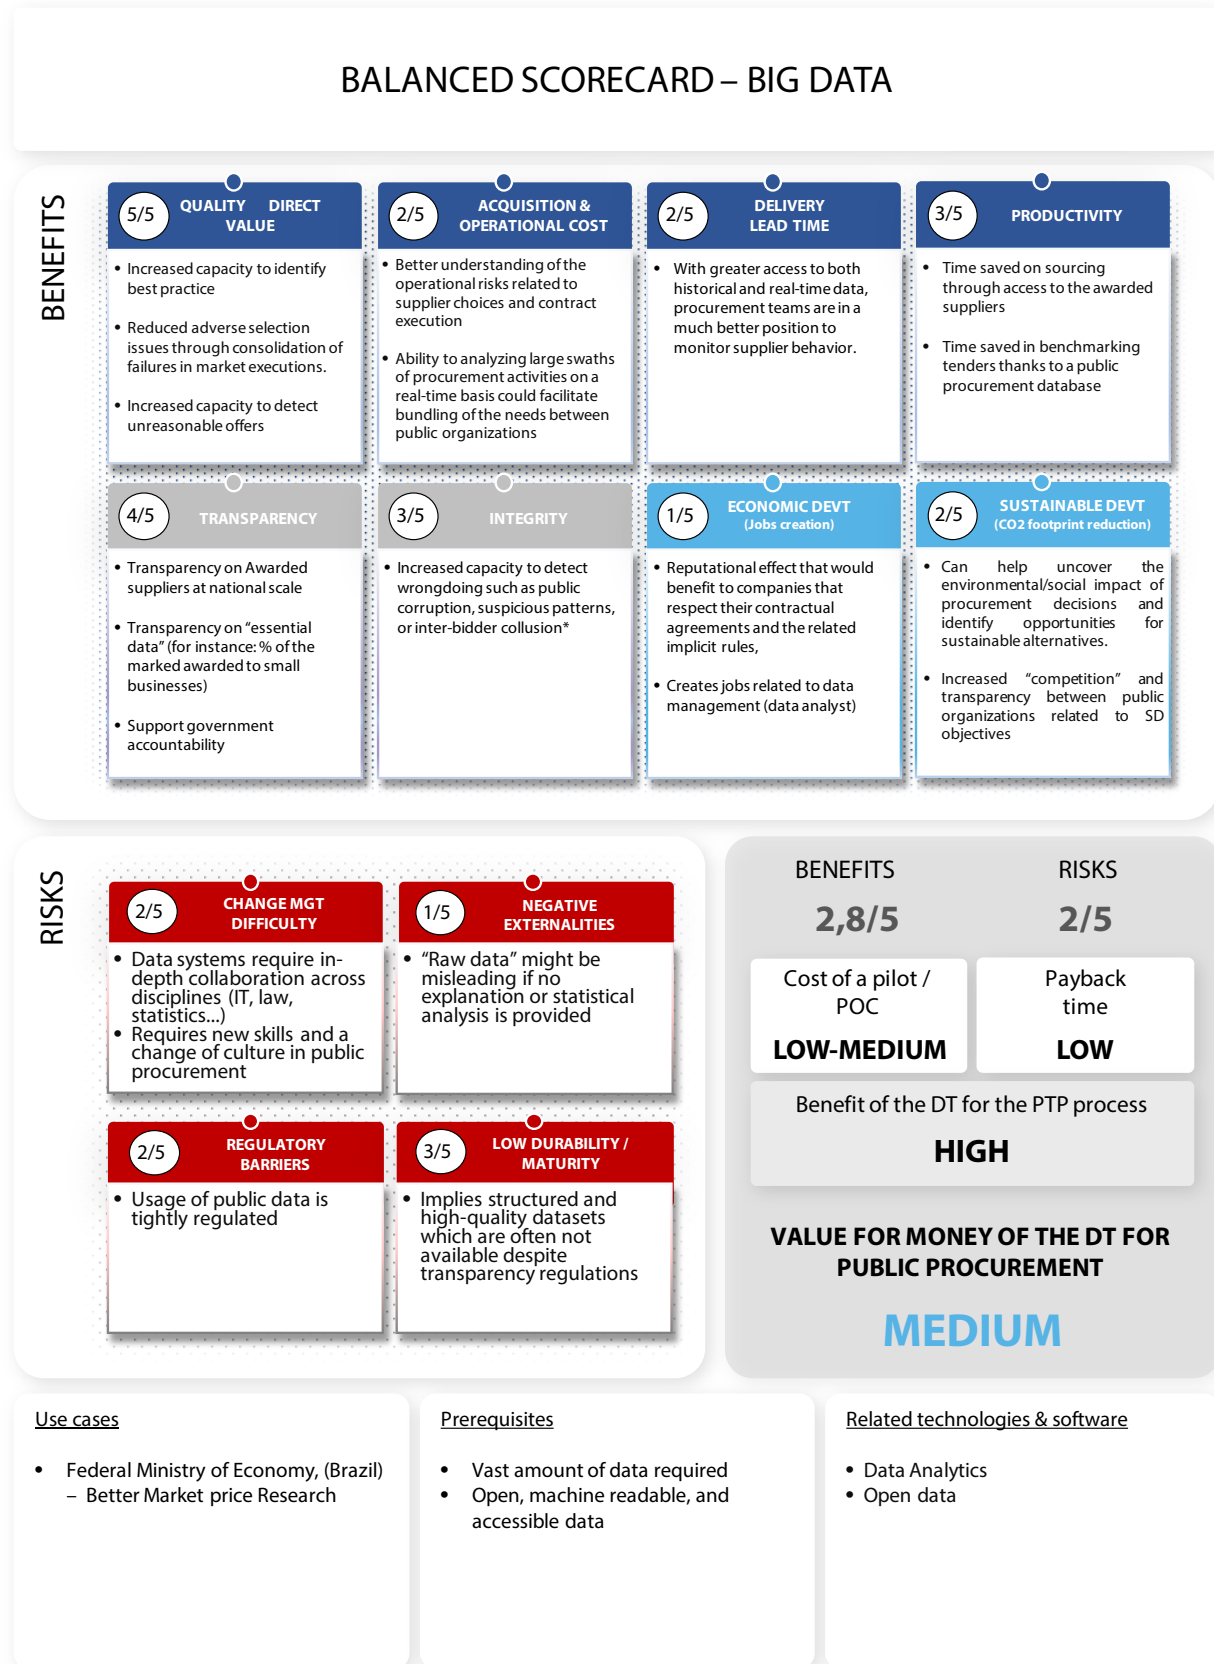 BALANCED SCORECARD – BIG DATA
BENEFITS
5/5
QUALITY DIRECT
VALUE
• Increased capacity to identify
best practice
• Reduced adverse selection
issues through consolidation of
failures in market executions.
• Increased capacity to detect
unreasonable offers
2/5
ACQUISITION &
OPERATIONAL COST
• Better understanding of the
operational risks related to
supplier choices and contract
execution
• Ability to analyzing large swaths
of procurement activities on a
real-time basis could facilitate
bundling of the needs between
public organizations
2/5
DELIVERY
LEAD TIME
• With greater access to both
historical and real-time data,
procurement teams are in a
much better position to
monitor supplier behavior.
3/5
PRODUCTIVITY
• Time saved on sourcing
through access to the awarded
suppliers
• Time saved in benchmarking
tenders thanks to a public
procurement database
4/5
TRANSPARENCY
• Transparency on Awarded
suppliers at national scale
• Transparency on “essential
data” (for instance: % of the
marked awarded to small
businesses)
• Support government
accountability
3/5
INTEGRITY
• Increased capacity to detect
wrongdoing such as public
corruption, suspicious patterns,
or inter-bidder collusion*
1/5
ECONOMIC DEVT
(Jobs creation)
• Reputational effect that would
benefit to companies that
respect their contractual
agreements and the related
implicit rules,
• Creates jobs related to data
management (data analyst)
2/5
SUSTAINABLE DEVT
(CO2 footprint reduction)
• Can help uncover the
environmental/social impact of
procurement decisions and
identify opportunities for
sustainable alternatives.
• Increased “competition” and
transparency between public
organizations related to SD
objectives
RISKS
2/5
CHANGE MGT
DIFFICULTY
• Data systems require in-
depth collaboration across
disciplines (IT, law,
statistics...)
• Requires new skills and a
change of culture in public
procurement
1/5
NEGATIVE
EXTERNALITIES
• “Raw data” might be
misleading if no
explanation or statistical
analysis is provided
2/5
REGULATORY
BARRIERS
• Usage of public data is
tightly regulated
3/5
LOW DURABILITY /
MATURITY
• Implies structured and
high-quality datasets
which are often not
available despite
transparency regulations
BENEFITS
2,8/5
RISKS
2/5
Cost of a pilot /
POC
LOW-MEDIUM
Payback
time
LOW
Benefit of the DT for the PTP process
HIGH
VALUE FOR MONEY OF THE DT FOR
PUBLIC PROCUREMENT
MEDIUM
Use cases
• Federal Ministry of Economy, (Brazil)
– Better Market price Research
Prerequisites
• Vast amount of data required
• Open, machine readable, and
accessible data
Related technologies & software
• Data Analytics
• Open data